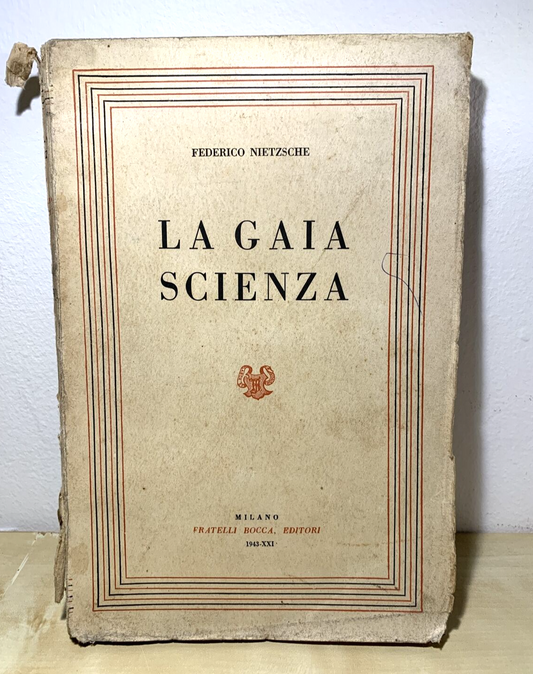 FEDERICO NIETZSCHE
LA GAIA
SCIENZA
MILANO
FRATELLI BOCCA, EDITORI
1943-XXI